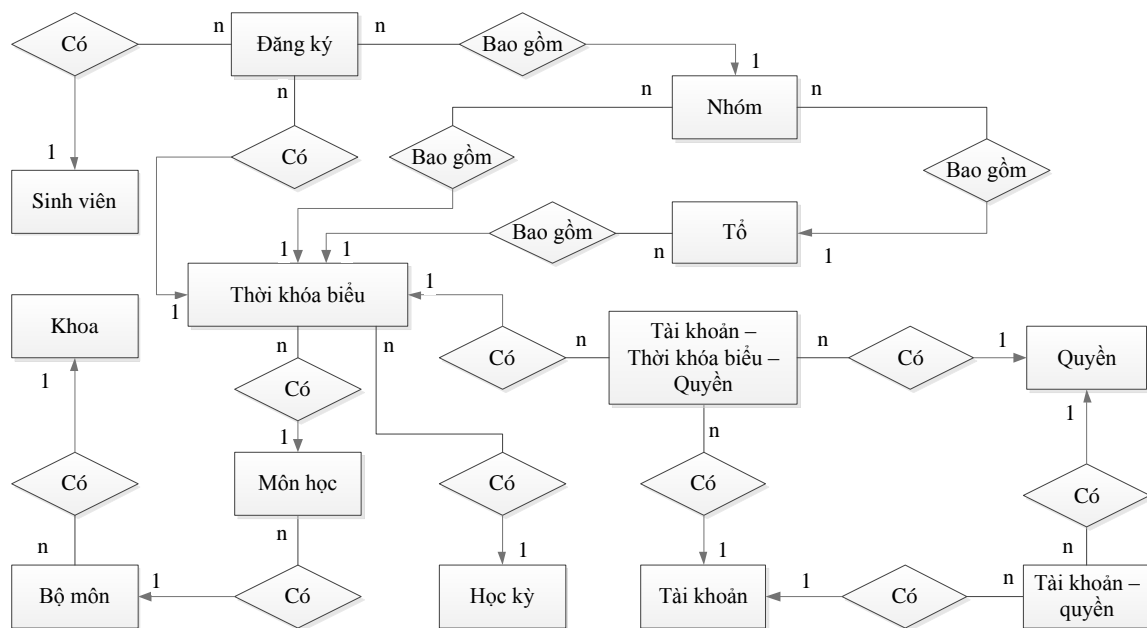 Có
n
Đăng ký
n
Bao gồm
1
n
1
n
Nhóm
n
Có
Bao gồm
Bao gồm
Sinh viên
Bao gồm
Tổ
n
1
1
1
1
Thời khóa biểu
1
Khoa
1
n
n
Có
n
Tài khoản –
Thời khóa biểu –
Quyền
n
Có
1
Quyền
Có
1
n
1
1
Có
Môn học
Có
Có
Có
n
n
1
1
1
n
Bộ môn
Có
Học kỳ
Tài khoản
1
Có
n
Tài khoản –
quyền